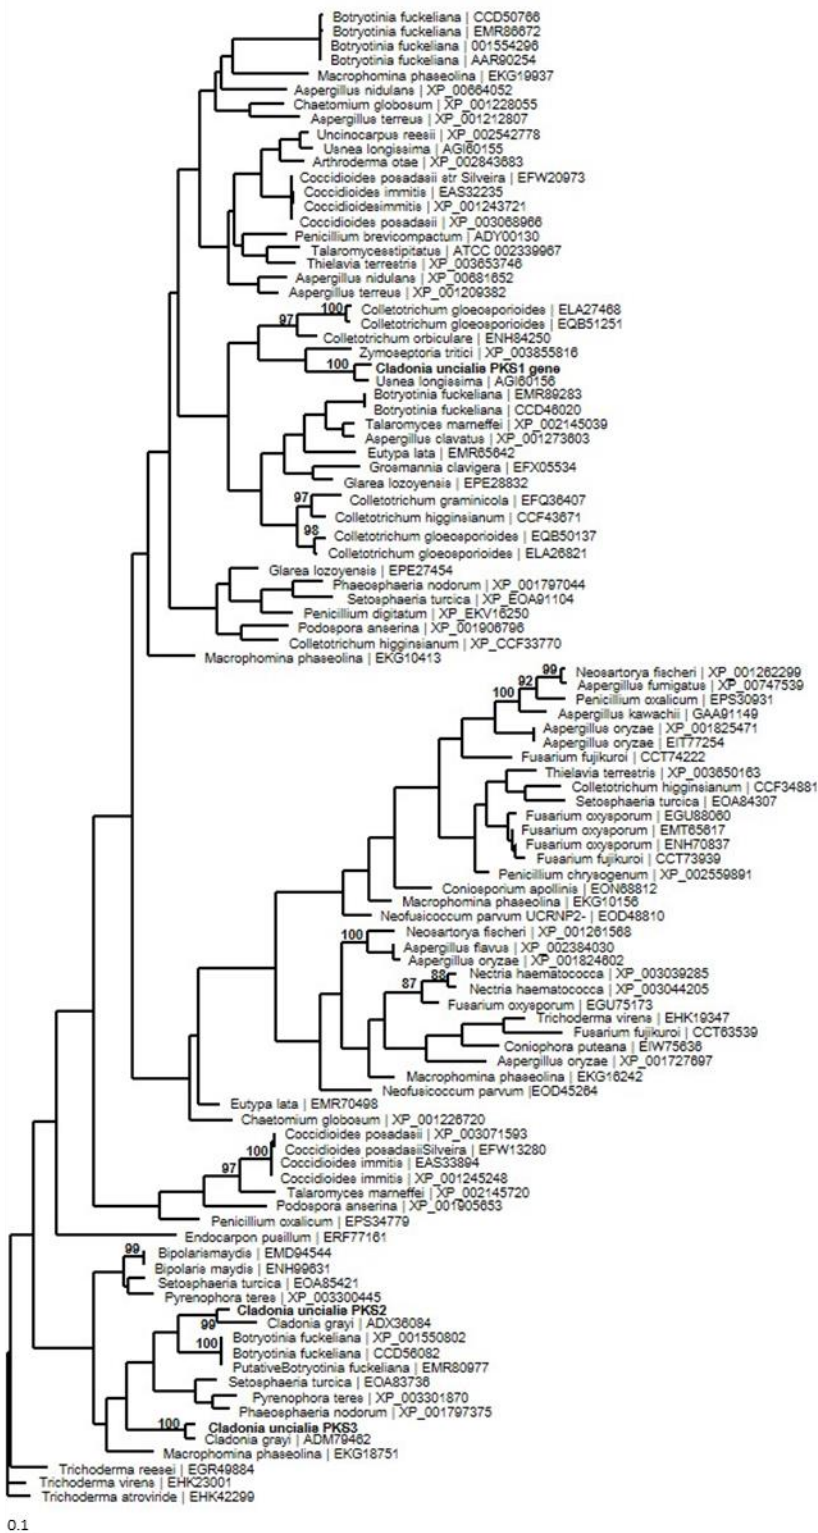 Botryotinia fuckeliana | CCD50766
Botryotinia fuckeliana | EMR86672
Botryotinia fuckeliana | 001554296
Botryotinia fuckeliana | AAR90254
Macrophomina phaseolina | EKG19937
Aspergillus nidulans | XP_00664052
Chaetomium globosum | XP_001228055
Aspergillus terreus | XP_001212807
Uncinocarpus reesii | XP_002542778
Usnea longissima | AGI60155
Arthroderma otae | XP_002843683
Coccidioides posadasii str Silveira | EFW20973
Coccidioides immitis | EAS32235
Coccidioidesimmitis | XP_001243721
Coccidioides posadasii | XP_003068966
Penicillium brevicompactum | ADY00130
Talaromycesstipitatus | ATCC 002339967
Thielavia terrestris | XP_003653746
Aspergillus nidulans | XP_00681652
Aspergillus terreus | XP_001209382
100 Colletotrichum gloeosporioides | ELA27468
97 Colletotrichum gloeosporioides | EQB51251
Colletotrichum orbiculare | ENH84250
Zymoseptoria tritici | XP_003855816
100 Cladonia uncialis PKS1 gene
Usnea longissima | AGI60156
Botryotinia fuckeliana | EMR89283
Botryotinia fuckeliana | CCD46020
Talaromyces marneffei | XP_002145039
Aspergillus clavatus | XP_001273603
Eutypa lata | EMR65642
Grosmannia clavigera | EFX05534
Glarea lozoyensis | EPE28832
97 Colletotrichum graminicola | EFQ36407
Colletotrichum higginsianum | CCF43671
98 Colletotrichum gloeosporioides | EQB50137
Colletotrichum gloeosporioides | ELA26821
Glarea lozoyensis | EPE27454
Phaeosphaeria nodorum | XP_001797044
Setosphaeria turcica | XP_EOA91104
Penicillium digitatum | XP_EKV16250
Podospora anserina | XP_001906796
Colletotrichum higginsianum | XP_CCF33770
Macrophomina phaseolina | EKG10413
99 Neosartorya fischeri | XP_001262299
92 Aspergillus fumigatus | XP_00747539
100 Penicillium oxalicum | EPS30931
Aspergillus kawachii | GAA91149
Aspergillus oryzae | XP_001825471
Aspergillus oryzae | EIT77254
Fusarium fujikuroi | CCT74222
Thielavia terrestris | XP_003650163
Colletotrichum higginsianum | CCF34881
Setosphaeria turcica | EOA84307
Fusarium oxysporum | EGU88060
Fusarium oxysporum | EMT65617
Fusarium oxysporum | ENH70837
Fusarium fujikuroi | CCT73939
Penicillium chrysogenum | XP_002559891
Coniosporium apollinis | EON68812
Macrophomina phaseolina | EKG10156
Neofusicoccum parvum UCRNP2- | EOD48810
100 Neosartorya fischeri | XP_001261568
Aspergillus flavus | XP_002384030
Aspergillus oryzae | XP_001824602
88 Nectria haematococca | XP_003039285
87 Nectria haematococca | XP_003044205
Fusarium oxysporum | EGU75173
Trichoderma virens | EHK19347
Fusarium fujikuroi | CCT63539
Coniophora puteana | EIW75636
Aspergillus oryzae | XP_001727697
Macrophomina phaseolina | EKG16242
Neofusicoccum parvum |EOD45264
Eutypa lata | EMR70498
Chaetomium globosum | XP_001226720
Coccidioides posadasii | XP_003071593
100 Coccidioides posadasiiSilveira | EFW13280
97 Coccidioides immitis | EAS33894
Coccidioides immitis | XP_001245248
Talaromyces marneffei | XP_002145720
Podospora anserina | XP_001905653
Penicillium oxalicum | EPS34779
Endocarpon pusillum | ERF77161
99 Bipolarismaydis | EMD94544
Bipolaris maydis | ENH99631
Setosphaeria turcica | EOA85421
Pyrenophora teres | XP_003300445
Cladonia uncialis PKS2
99 Cladonia grayi | ADX36084
100 Botryotinia fuckeliana | XP_001550802
Botryotinia fuckeliana | CCD56082
PutativeBotryotinia fuckeliana | EMR80977
Setosphaeria turcica | EOA83736
Pyrenophora teres | XP_003301870
Phaeosphaeria nodorum | XP_001797375
100 Cladonia uncialis PKS3
Cladonia grayi | ADM79462
Macrophomina phaseolina | EKG18751
Trichoderma reesei | EGR49884
Trichoderma virens | EHK23001
Trichoderma atroviride | EHK42299
0.1